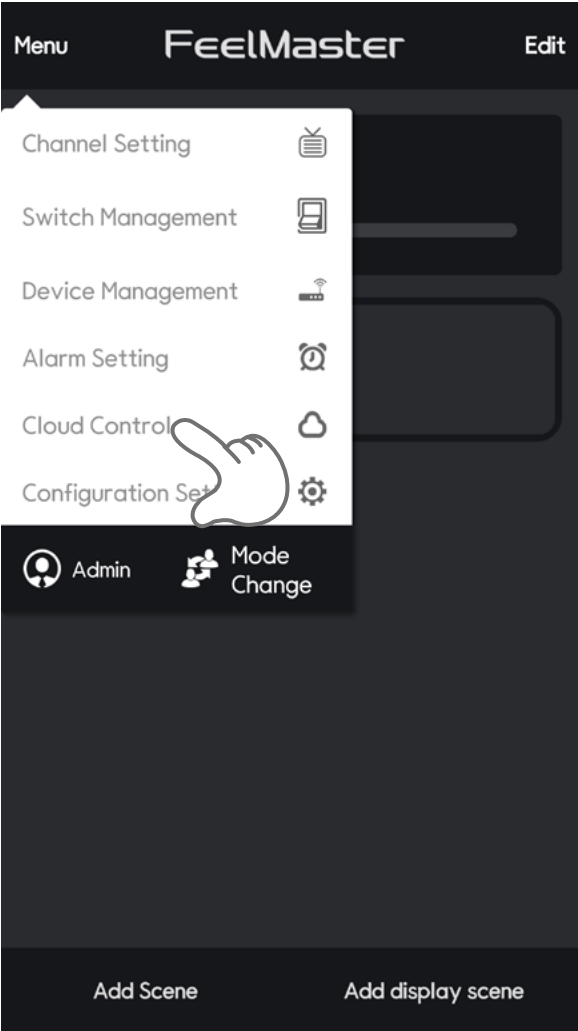 Menu FeelMaster Edit
Channel Setting
Switch Management
Device Management
Alarm Setting
Cloud Control
Configuration Set
Admin
Mode
Change
Add Scene Add display scene